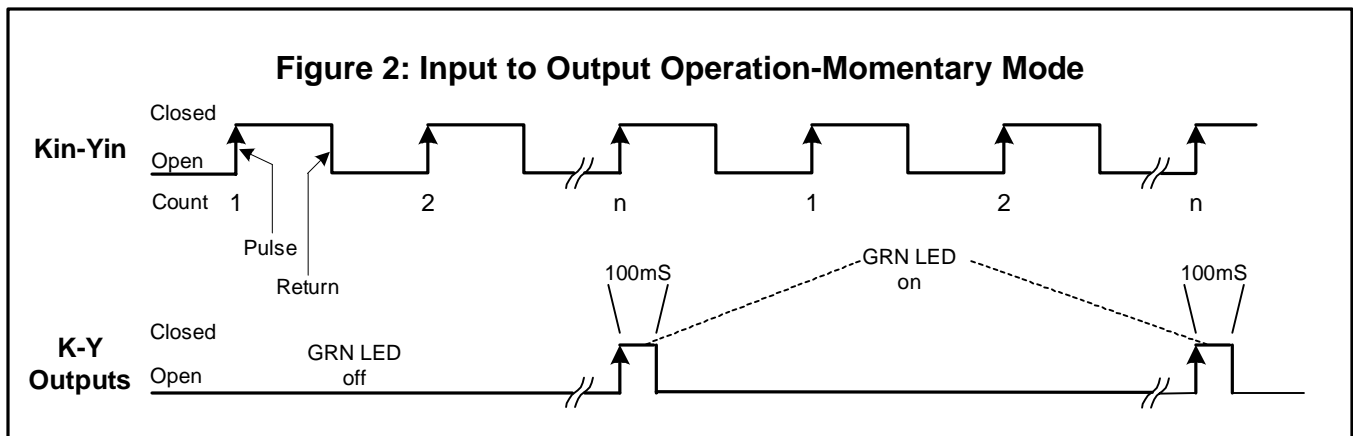 Figure 2: Input to Output Operation-Momentary Mode
Closed
Kin-Yin
Open
Count 1 2 n 1 2 n
Pulse
Return
GRN LED
on
100mS 100mS
Closed
K-Y
Outputs
GRN LED
off
Open